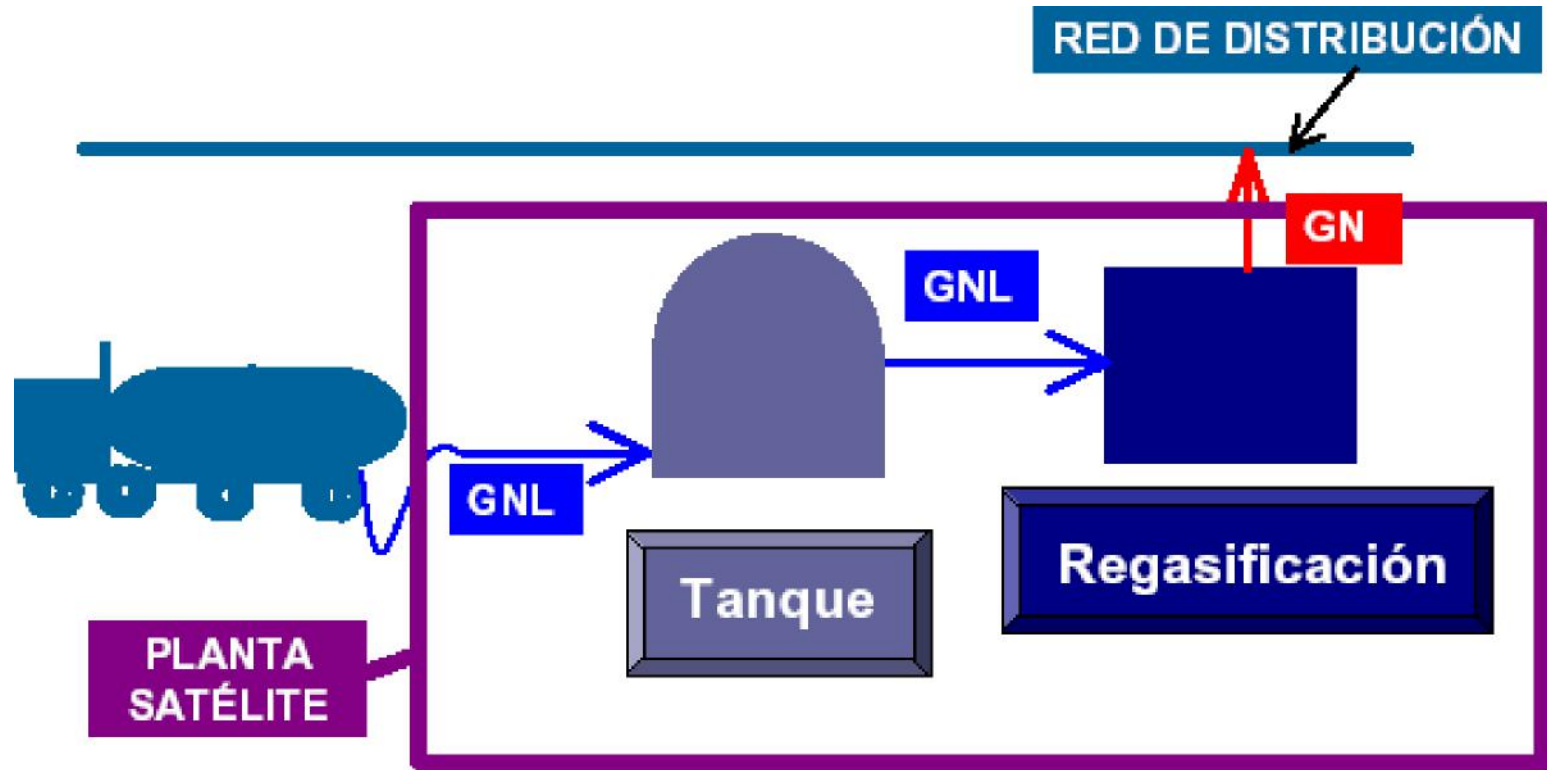 RED DE DISTRIBUCIÓN
GN
GNL
GNL
Regasificación
Tanque
PLANTA
SATÉLITE